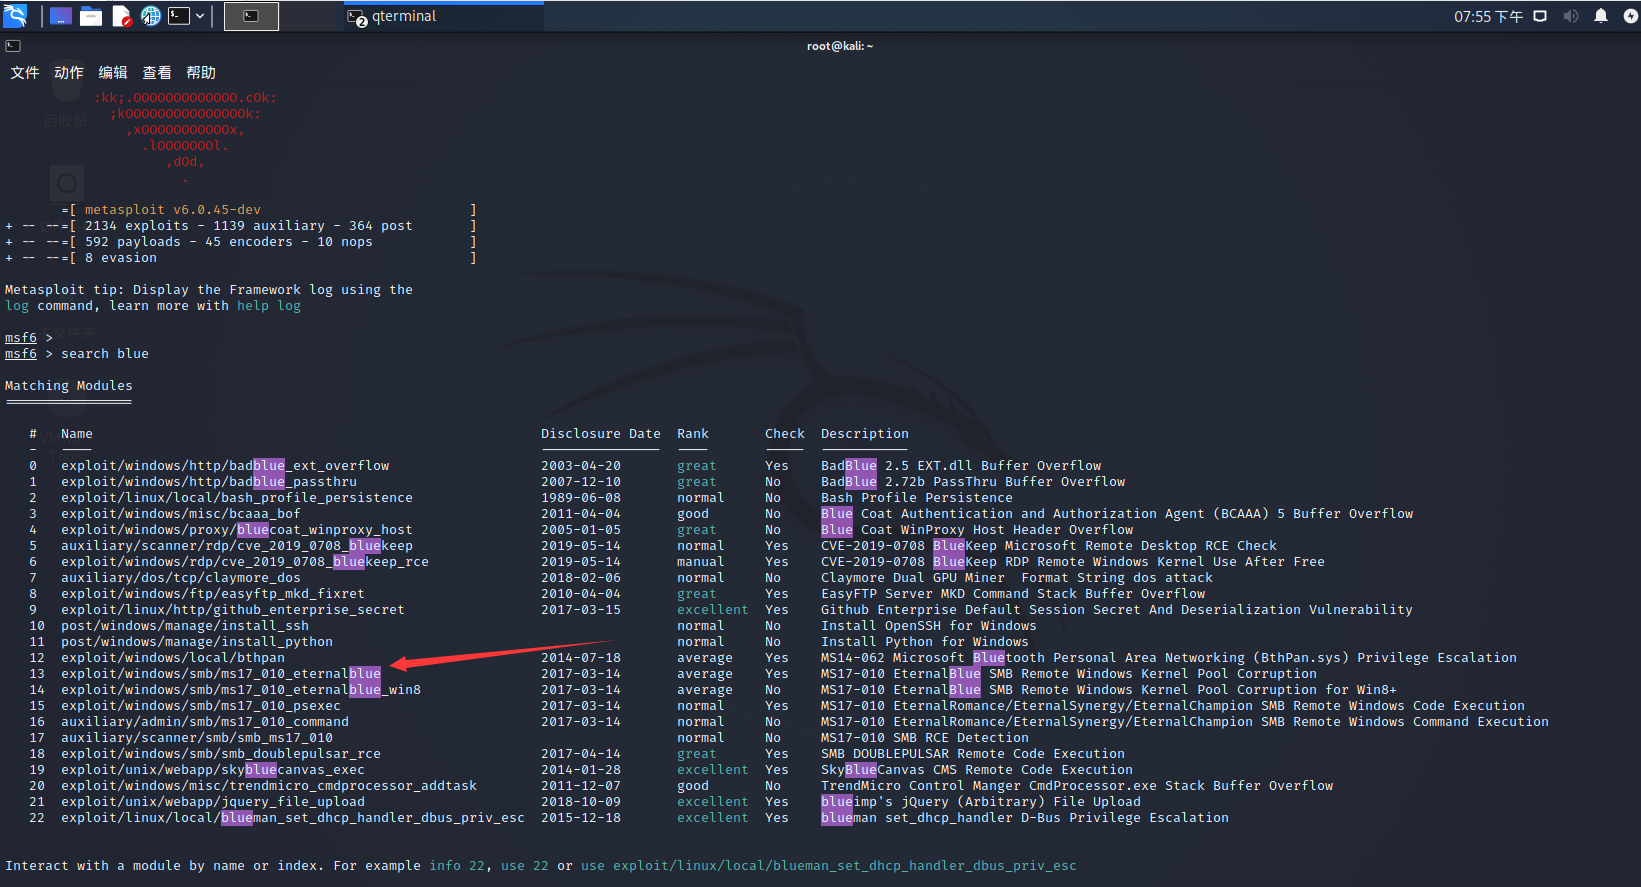 qterminal
07:55 下午
root@kali: ~
文件 动作 编辑 查看 帮助
:kk;.OOOOOOOOOOOOO.cOk:
;kOOOOOOOOOOOOOOOk:
,xOOOOOOOOOOOx,
.lOOOOOOOl.
,dOd,
.
回收站
=[ metasploit v6.0.45-dev ]
+ -- --=[ 2134 exploits - 1139 auxiliary - 364 post ]
+ -- --=[ 592 payloads - 45 encoders - 10 nops ]
+ -- --=[ 8 evasion ]
Metasploit tip: Display the Framework log using the
log command, learn more with help log
msf6 >
msf6 > search blue
Matching Modules
================
# Name Disclosure Date Rank Check Description
- ---- --------------- ---- ----- -----------
0 exploit/windows/http/badblue_ext_overflow 2003-04-20 great Yes BadBlue 2.5 EXT.dll Buffer Overflow
1 exploit/windows/http/badblue_passthru 2007-12-10 great No BadBlue 2.72b PassThru Buffer Overflow
2 exploit/linux/local/bash_profile_persistence 1989-06-08 normal No Bash Profile Persistence
3 exploit/windows/misc/bcaaa_bof 2011-04-04 good No Blue Coat Authentication and Authorization Agent (BCAAA) 5 Buffer Overflow
4 exploit/windows/proxy/bluecoat_winproxy_host 2005-01-05 great No Blue Coat WinProxy Host Header Overflow
5 auxiliary/scanner/rdp/cve_2019_0708_bluekeep 2019-05-14 normal Yes CVE-2019-0708 BlueKeep Microsoft Remote Desktop RCE Check
6 exploit/windows/rdp/cve_2019_0708_bluekeep_rce 2019-05-14 manual Yes CVE-2019-0708 BlueKeep RDP Remote Windows Kernel Use After Free
7 auxiliary/dos/tcp/claymore_dos 2018-02-06 normal No Claymore Dual GPU Miner  Format String dos attack
8 exploit/windows/ftp/easyftp_mkd_fixret 2010-04-04 great Yes EasyFTP Server MKD Command Stack Buffer Overflow
9 exploit/linux/http/github_enterprise_secret 2017-03-15 excellent Yes Github Enterprise Default Session Secret And Deserialization Vulnerability
10 post/windows/manage/install_ssh normal No Install OpenSSH for Windows
11 post/windows/manage/install_python normal No Install Python for Windows
12 exploit/windows/local/bthpan 2014-07-18 average Yes MS14-062 Microsoft Bluetooth Personal Area Networking (BthPan.sys) Privilege Escalation
13 exploit/windows/smb/ms17_010_eternalblue 2017-03-14 average Yes MS17-010 EternalBlue SMB Remote Windows Kernel Pool Corruption
14 exploit/windows/smb/ms17_010_eternalblue_win8 2017-03-14 average No MS17-010 EternalBlue SMB Remote Windows Kernel Pool Corruption for Win8+
15 exploit/windows/smb/ms17_010_psexec 2017-03-14 normal Yes MS17-010 EternalRomance/EternalSynergy/EternalChampion SMB Remote Windows Code Execution
16 auxiliary/admin/smb/ms17_010_command 2017-03-14 normal No MS17-010 EternalRomance/EternalSynergy/EternalChampion SMB Remote Windows Command Execution
17 auxiliary/scanner/smb/smb_ms17_010 normal No MS17-010 SMB RCE Detection
18 exploit/windows/smb/smb_doublepulsar_rce 2017-04-14 great Yes SMB DOUBLEPULSAR Remote Code Execution
19 exploit/unix/webapp/skybluecanvas_exec 2014-01-28 excellent Yes SkyBlueCanvas CMS Remote Code Execution
20 exploit/windows/misc/trendmicro_cmdprocessor_addtask 2011-12-07 good No TrendMicro Control Manger CmdProcessor.exe Stack Buffer Overflow
21 exploit/unix/webapp/jquery_file_upload 2018-10-09 excellent Yes blueimp's jQuery (Arbitrary) File Upload
22 exploit/linux/local/blueman_set_dhcp_handler_dbus_priv_esc 2015-12-18 excellent Yes blueman set_dhcp_handler D-Bus Privilege Escalation
Interact with a module by name or index. For example info 22, use 22 or use exploit/linux/local/blueman_set_dhcp_handler_dbus_priv_esc